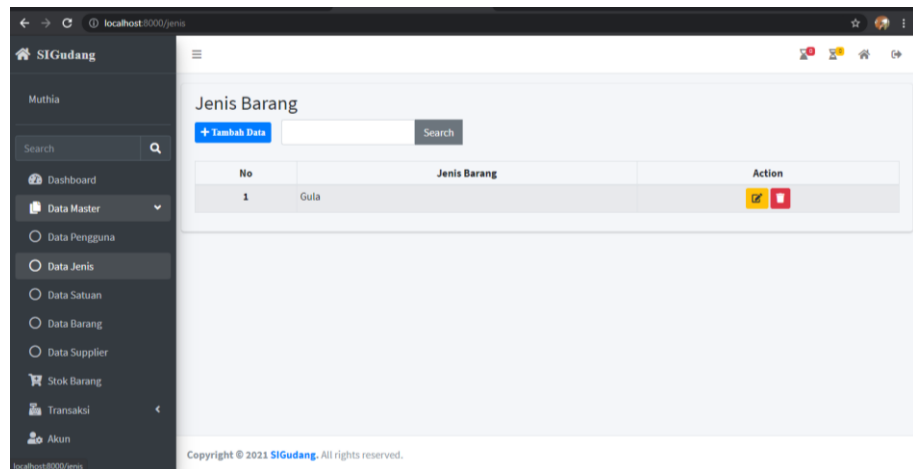 localhost:8000/jenis
SIGudang
Muthia
Search
Dashboard
Data Master
Data Pengguna
Data Jenis
Data Satuan
Data Barang
Data Supplier
Stok Barang
Transaksi
Akun
localhost:8000/jenis
Jenis Barang
+ Tambah Data Search
No Jenis Barang Action
1 Gula
Copyright © 2021 SIGudang. All rights reserved.